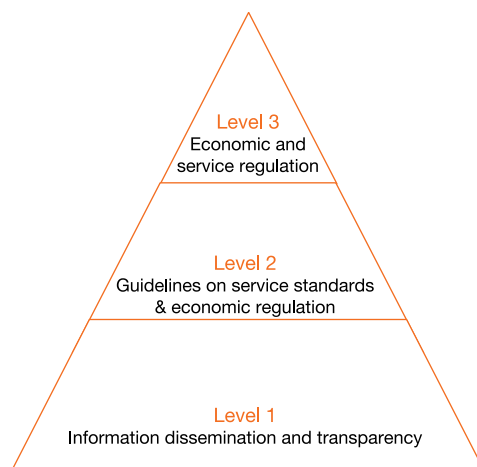 Level 3
Economic and
service regulation
Level 2
Guidelines on service standards
& economic regulation
Level 1
Information dissemination and transparency